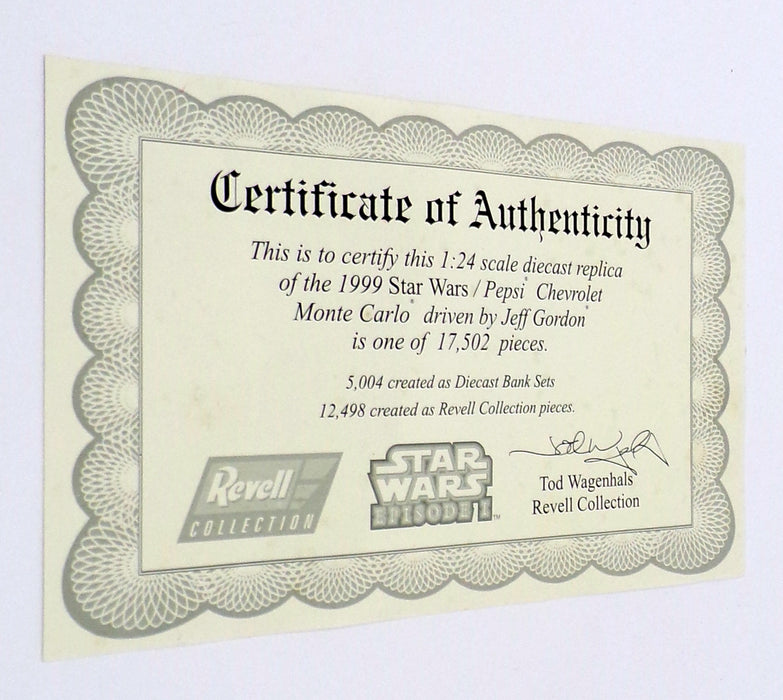 Certificate of Authenticity
This is to certify this 1:24 scale diecast replica
of the 1999 Star Wars / Pepsi® Chevrolet
Monte Carlo® driven by Jeff Gordon®
is one of 17,502 pieces.
5,004 created as Diecast Bank Sets
12,498 created as Revell Collection pieces.
Revell
COLLECTION
STAR
WARS
EPISODE I™
Tod Wagenhals
Revell Collection